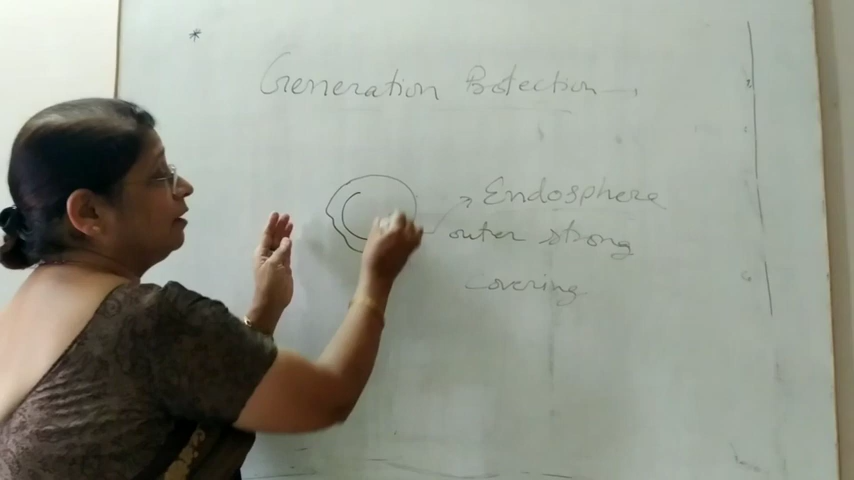 *
Generation Protection
→ Endosphere
outer strong
covering